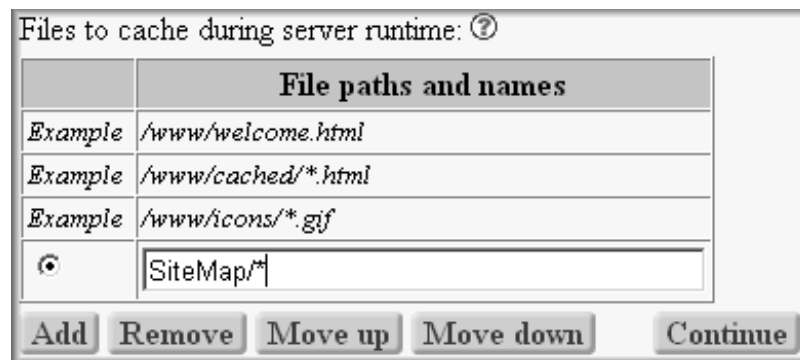 Files to cache during server runtime: ?
File paths and names
Example /www/welcome.html
Example /www/cached/*.html
Example /www/icons/*.gif
SiteMap/*
Add Remove Move up Move down Continue